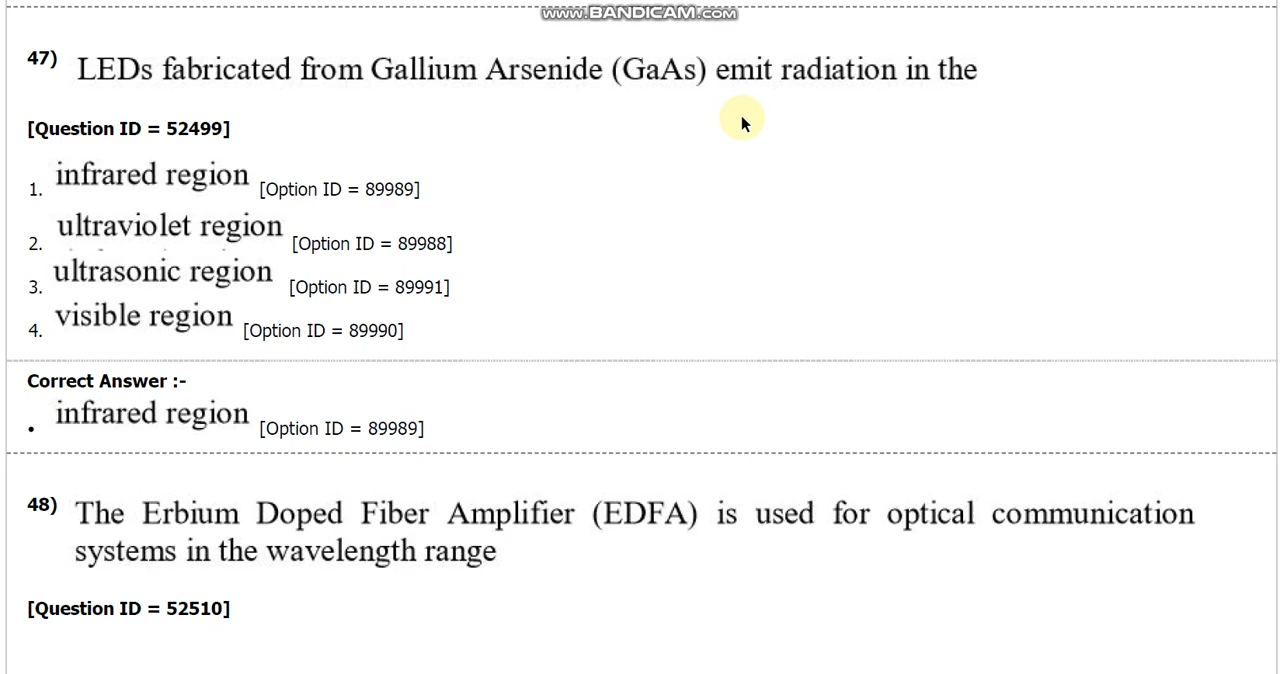 www.BANDICAM.com
47) LEDs fabricated from Gallium Arsenide (GaAs) emit radiation in the
[Question ID = 52499]
1. infrared region [Option ID = 89989]
2. ultraviolet region [Option ID = 89988]
3. ultrasonic region [Option ID = 89991]
4. visible region [Option ID = 89990]
Correct Answer :-
• infrared region [Option ID = 89989]
48) The Erbium Doped Fiber Amplifier (EDFA) is used for optical communication
systems in the wavelength range
[Question ID = 52510]